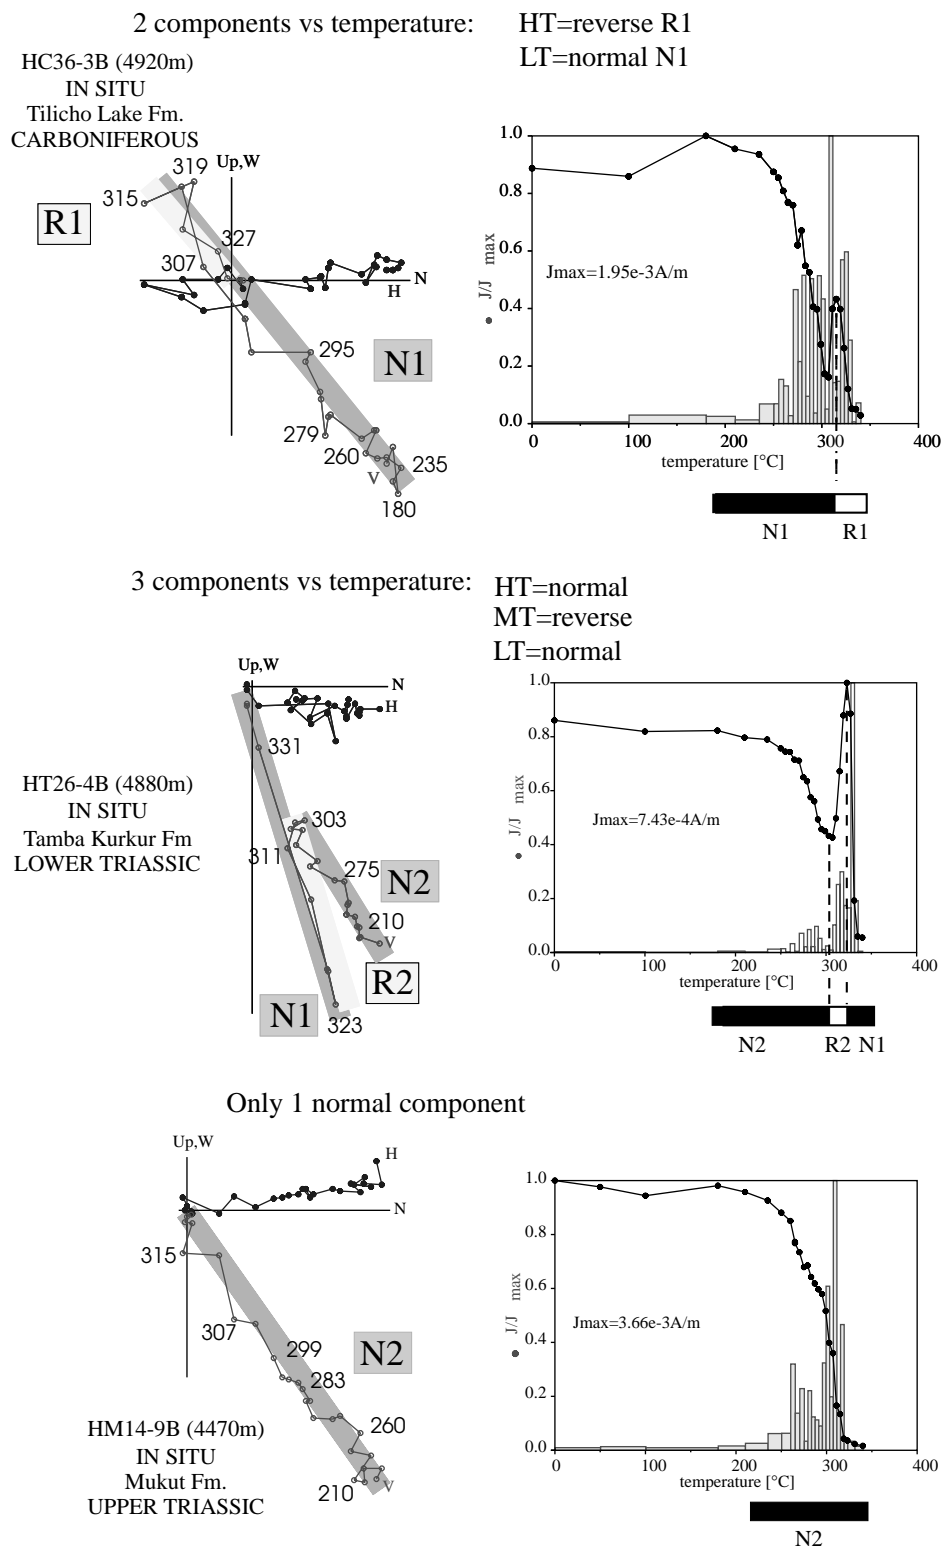 2 components vs temperature:
HT=reverse R1
LT=normal N1
HC36-3B (4920m)
IN SITU
Tilicho Lake Fm.
CARBONIFEROUS
Up,W
319
315
R1
327
307
N
H
295
N1
279
260
235
V
180
1.0
0.8
0.6
0.4
0.2
0.0
J/J max
Jmax=1.95e-3A/m
0
100
200
300
400
temperature [°C]
N1
R1
3 components vs temperature:
HT=normal
MT=reverse
LT=normal
Up,W
N
H
331
HT26-4B (4880m)
IN SITU
Tamba Kurkur Fm
LOWER TRIASSIC
303
311
275
N2
210
V
R2
N1
323
1.0
0.8
0.6
0.4
0.2
0.0
J/J max
Jmax=7.43e-4A/m
0
100
200
300
400
temperature [°C]
N2
R2
N1
Only 1 normal component
Up,W
H
N
315
307
299
N2
283
HM14-9B (4470m)
IN SITU
Mukut Fm.
UPPER TRIASSIC
260
210
V
1.0
0.8
0.6
0.4
0.2
0.0
J/J max
Jmax=3.66e-3A/m
0
100
200
300
400
temperature [°C]
N2